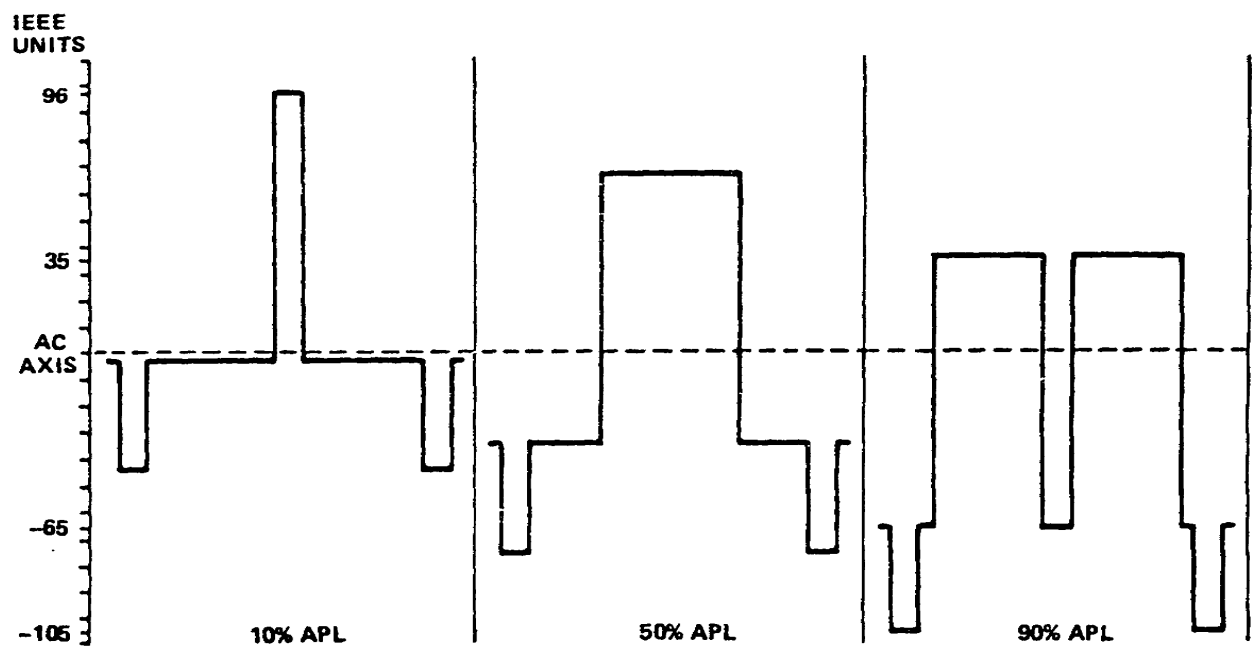 IEEE
UNITS
96
35
AC
AXIS
-65
-105
10% APL
50% APL
90% APL